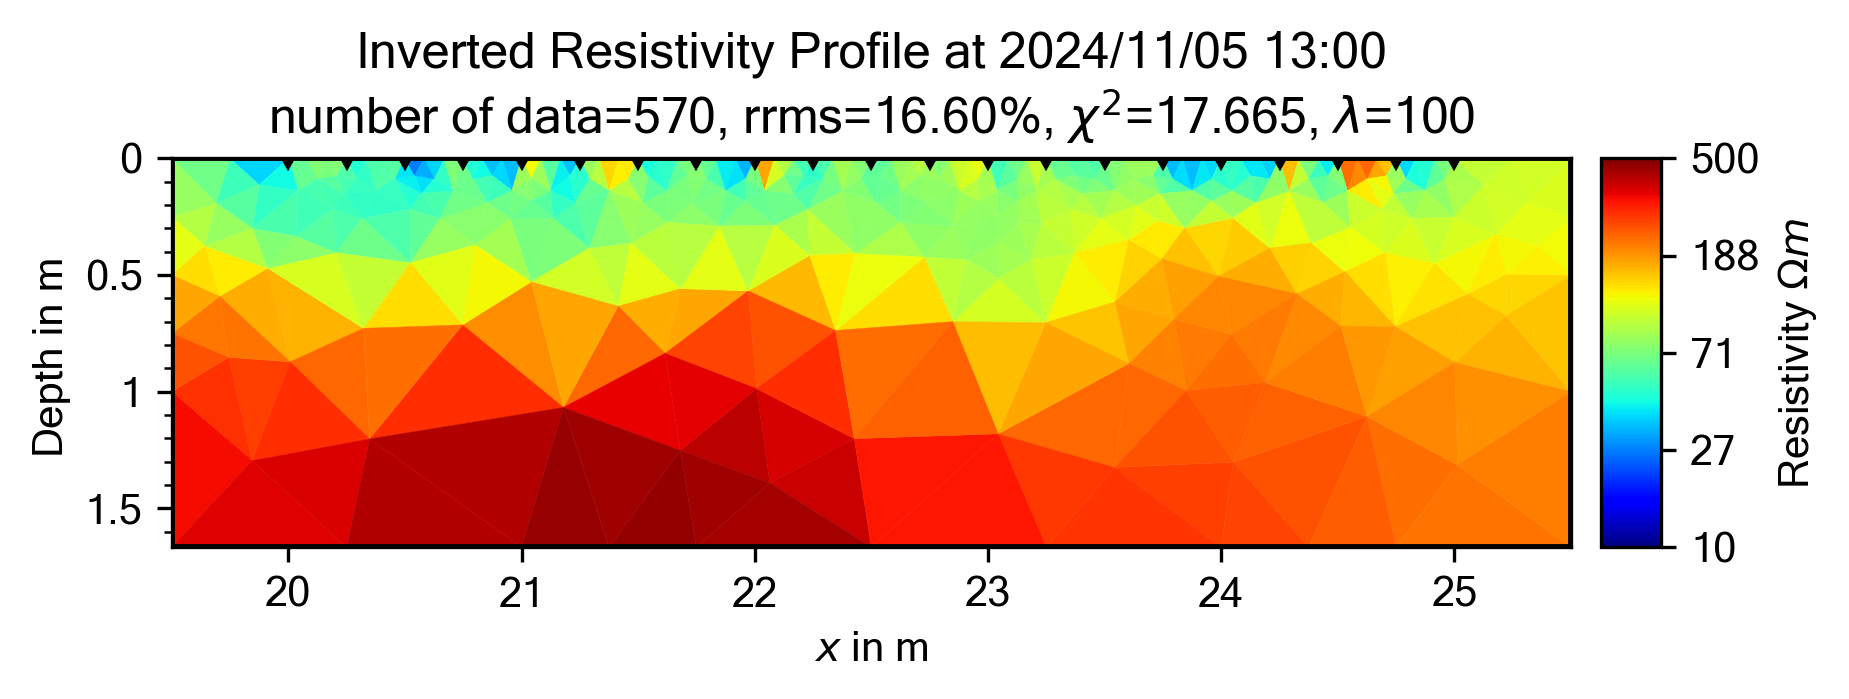 Inverted Resistivity Profile at 2024/11/05 13:00
number of data=570, rrms=16.60%, χ²=17.665, λ=100
0
0.5
1
1.5
Depth in m
20 21 22 23 24 25
x in m
500
188
71
27
10
Resistivity Ωm